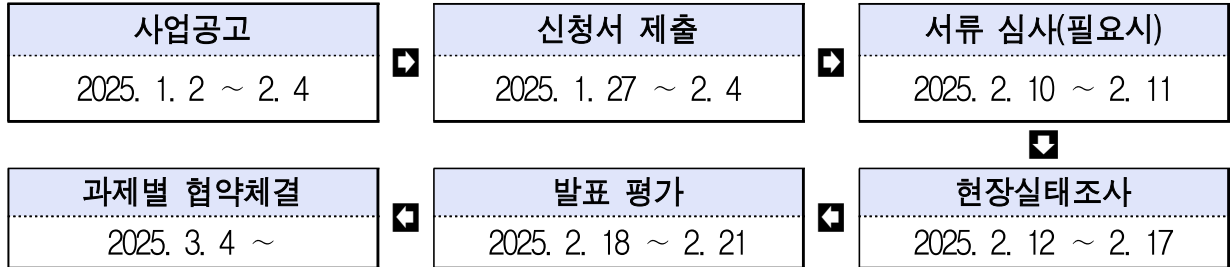 사업공고
2025. 1. 2 ~ 2. 4
신청서 제출
2025. 1. 27 ~ 2. 4
서류 심사(필요시)
2025. 2. 10 ~ 2. 11
현장실태조사
2025. 2. 12 ~ 2. 17
발표 평가
2025. 2. 18 ~ 2. 21
과제별 협약체결
2025. 3. 4 ~